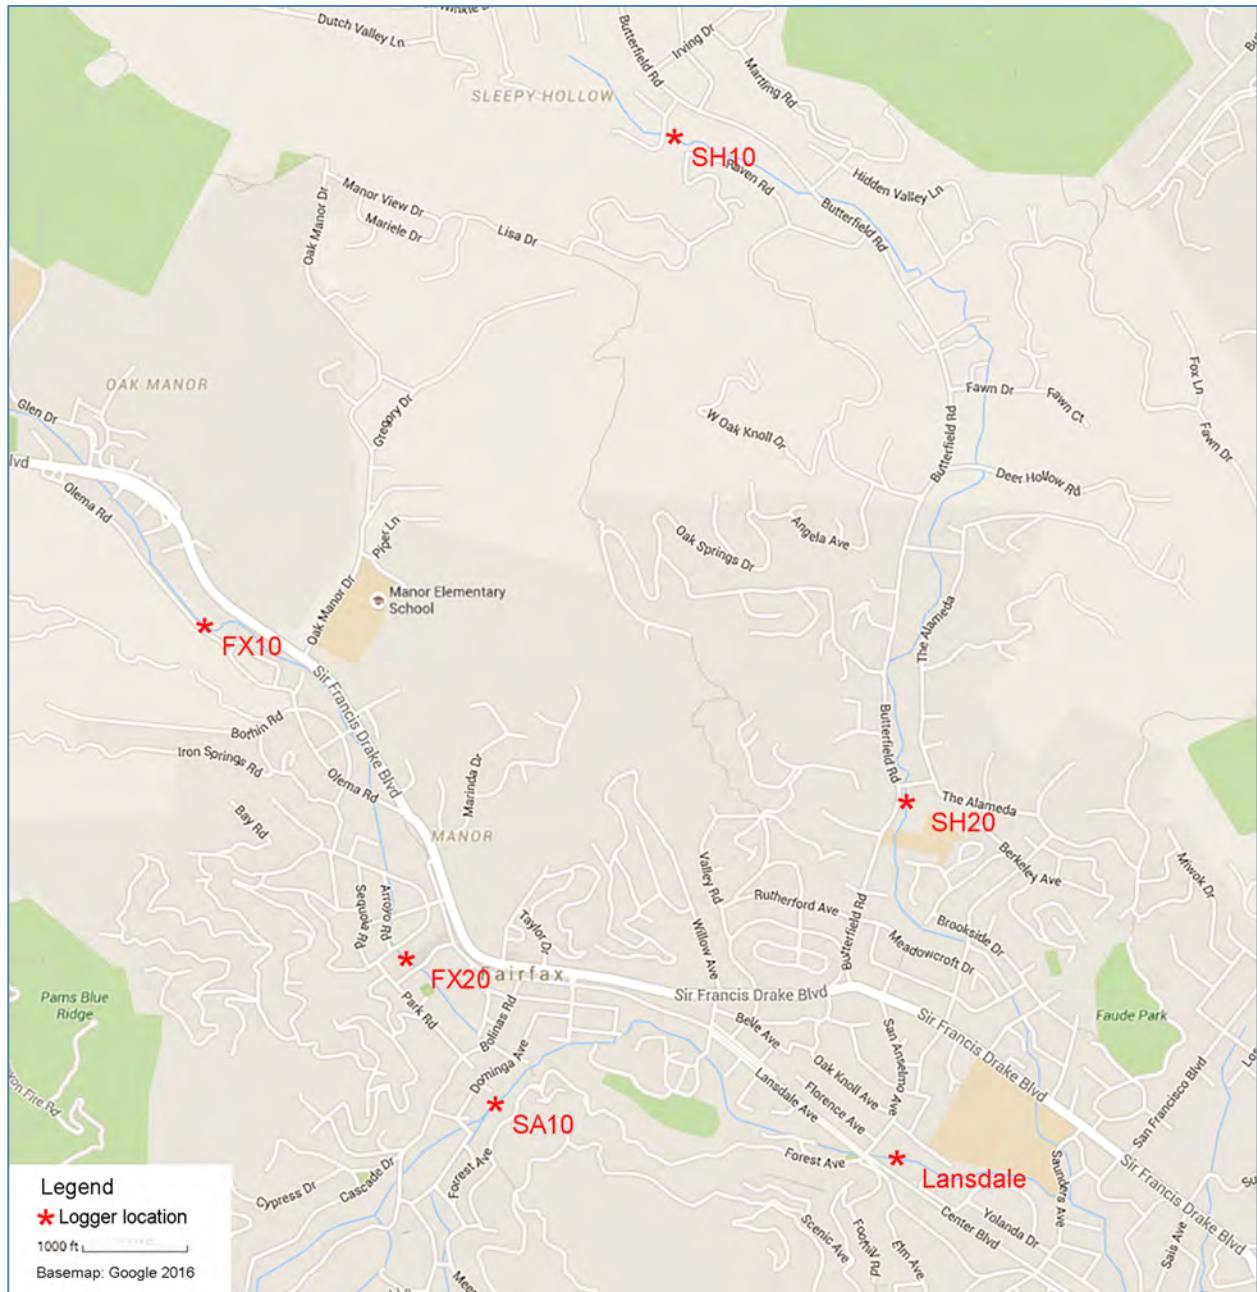 Dutch Valley Ln
Butterfield Rd
Irving Dr
Martling Rd
SLEEPY HOLLOW
SH10
Raven Rd
Hidden Valley Ln
Butterfield Rd
Manor View Dr
Mariele Dr
Lisa Dr
Oak Manor Dr
OAK MANOR
Glen Dr
Gregory Dr
W Oak Knoll Dr
Butterfield Rd
Fawn Dr
Fawn Ct
Fox Ln
Fawn Dr
lvd
Olema Rd
Deer Hollow Rd
Piper Ln
Oak Springs Dr
Angela Ave
Manor Elementary
School
Oak Manor Dr
The Alameda
FX10
Sir Francis Drake Blvd
Bothin Rd
Iron Springs Rd
Olema Rd
Marinda Dr
Butterfield Rd
The Alameda
SH20
Bay Rd
MANOR
Berkeley Ave
Miwok Dr
Valley Rd
Rutherford Ave
Sequoia Rd
Arroyo Rd
Taylor Dr
Willow Ave
Butterfield Rd
Brookside Dr
Meadowcroft Dr
FX20
Fairfax
Sir Francis Drake Blvd
Pams Blue
Ridge
Park Rd
Bolinas Rd
Belle Ave
San Anselmo Ave
Sir Francis Drake Blvd
Faude Park
Dominga Ave
Lansdale Ave
Oak Knoll Ave
Florence Ave
San Francisco Blvd
on Fire Rd
SA10
Forest Ave
Lansdale
Cypress Dr
Cascade Dr
Forrest Ave
Saunders Ave
Sir Francis Drake Blvd
Scenic Ave
Foothill Rd
Elm Ave
Center Blvd
Yolanda Dr
Sais Ave
Legend
* Logger location
1000 ft
Basemap: Google 2016